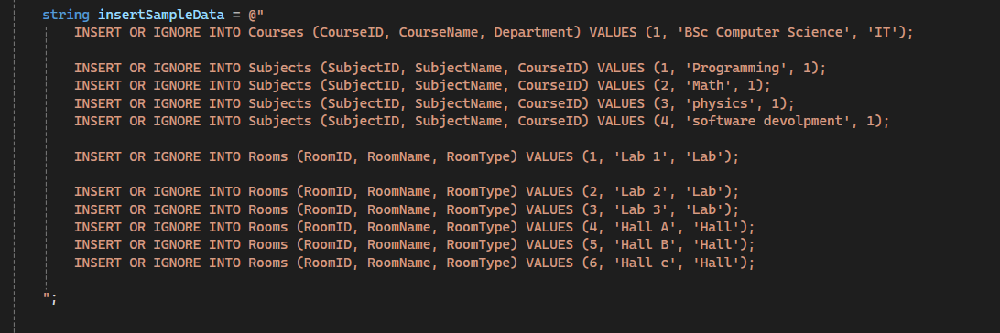 string insertSampleData = @"
INSERT OR IGNORE INTO Courses (CourseID, CourseName, Department) VALUES (1, 'BSc Computer Science', 'IT');
INSERT OR IGNORE INTO Subjects (SubjectID, SubjectName, CourseID) VALUES (1, 'Programming', 1);
INSERT OR IGNORE INTO Subjects (SubjectID, SubjectName, CourseID) VALUES (2, 'Math', 1);
INSERT OR IGNORE INTO Subjects (SubjectID, SubjectName, CourseID) VALUES (3, 'physics', 1);
INSERT OR IGNORE INTO Subjects (SubjectID, SubjectName, CourseID) VALUES (4, 'software devolpment', 1);
INSERT OR IGNORE INTO Rooms (RoomID, RoomName, RoomType) VALUES (1, 'Lab 1', 'Lab');
INSERT OR IGNORE INTO Rooms (RoomID, RoomName, RoomType) VALUES (2, 'Lab 2', 'Lab');
INSERT OR IGNORE INTO Rooms (RoomID, RoomName, RoomType) VALUES (3, 'Lab 3', 'Lab');
INSERT OR IGNORE INTO Rooms (RoomID, RoomName, RoomType) VALUES (4, 'Hall A', 'Hall');
INSERT OR IGNORE INTO Rooms (RoomID, RoomName, RoomType) VALUES (5, 'Hall B', 'Hall');
INSERT OR IGNORE INTO Rooms (RoomID, RoomName, RoomType) VALUES (6, 'Hall c', 'Hall');
";